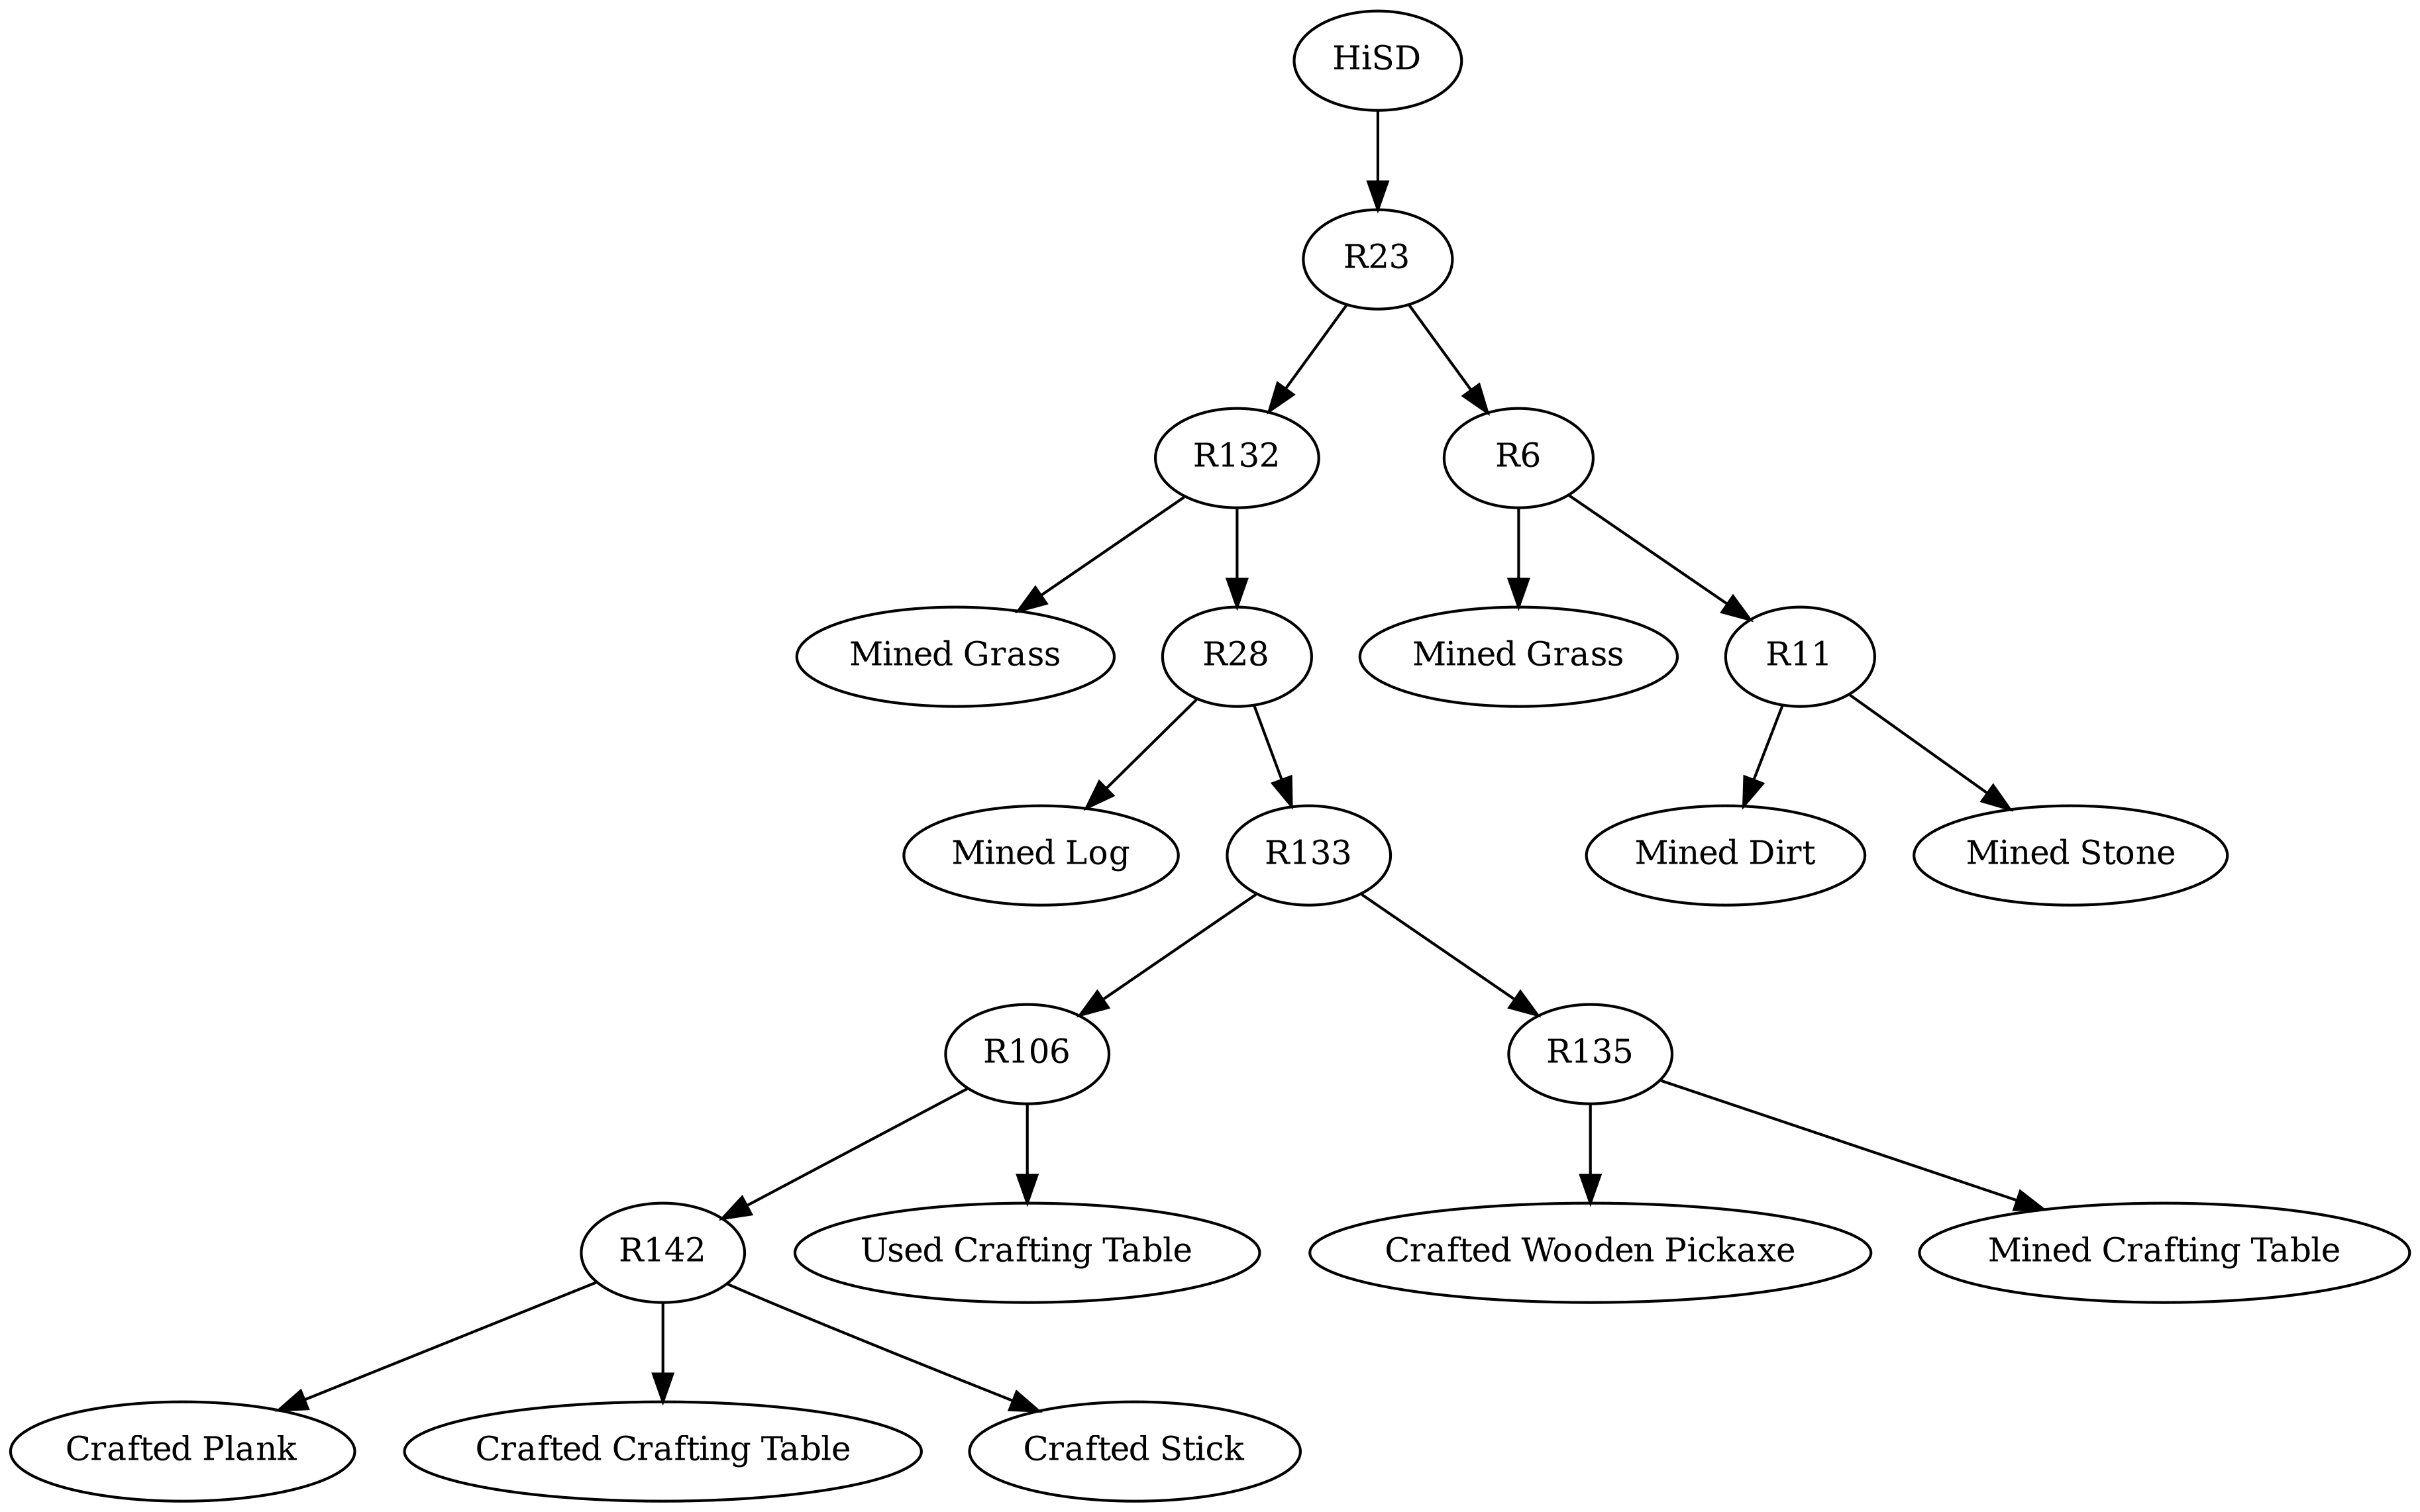 HiSD
R23
R132
R6
Mined Grass
R28
Mined Grass
R11
Mined Log
R133
Mined Dirt
Mined Stone
R106
R135
R142
Used Crafting Table
Crafted Wooden Pickaxe
Mined Crafting Table
Crafted Plank
Crafted Crafting Table
Crafted Stick